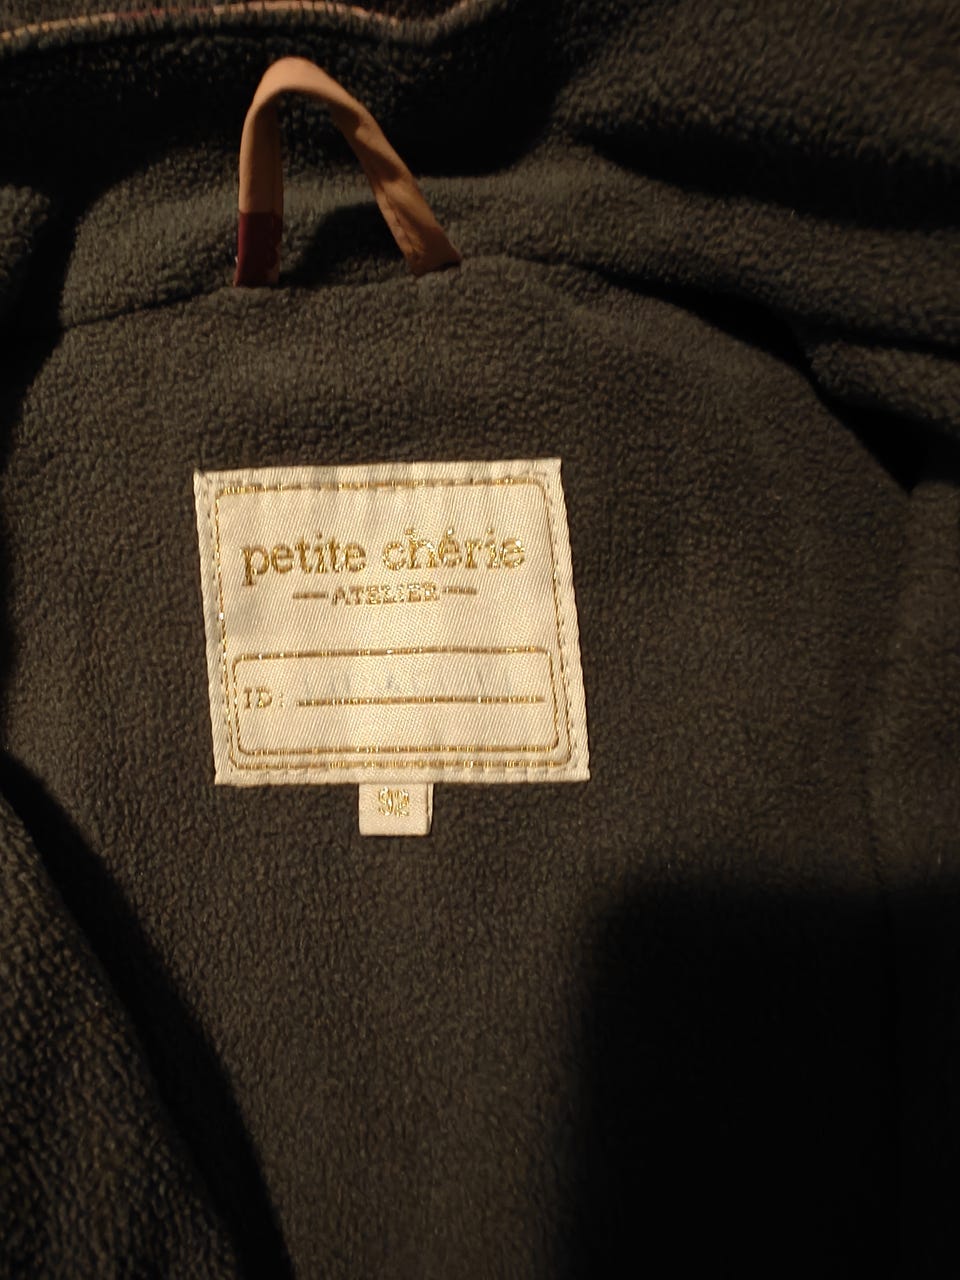 petite chérie
ATELIER
ID:
92